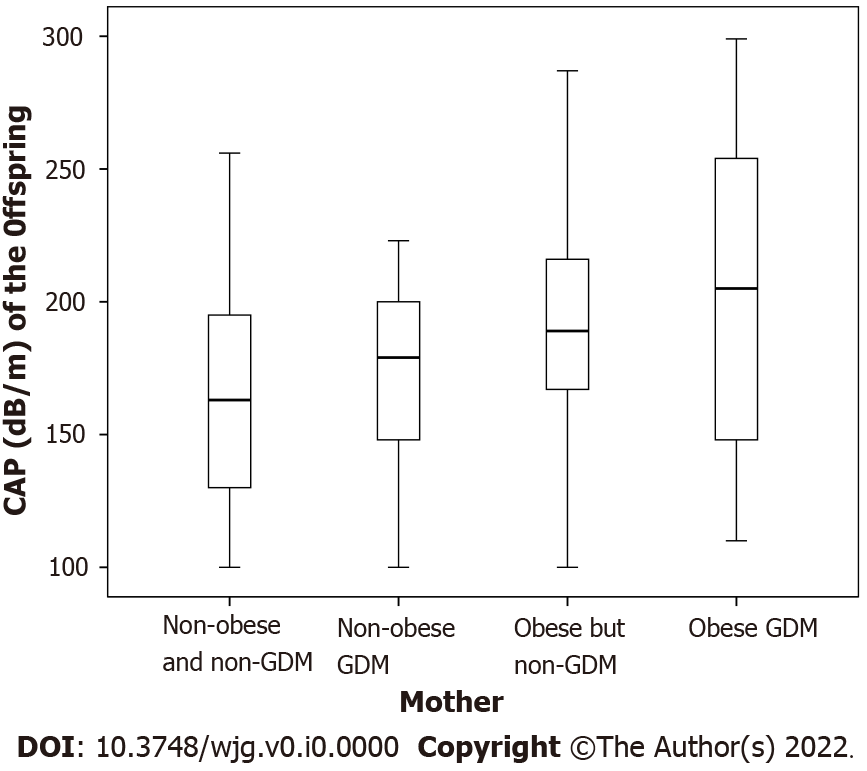 300
250
200
150
100
CAP (dB/m) of the 0ffspring
Non-obese
and non-GDM
Non-obese
GDM
Obese but
non-GDM
Obese GDM
Mother
DOI: 10.3748/wjg.v0.i0.0000 Copyright ©The Author(s) 2022.